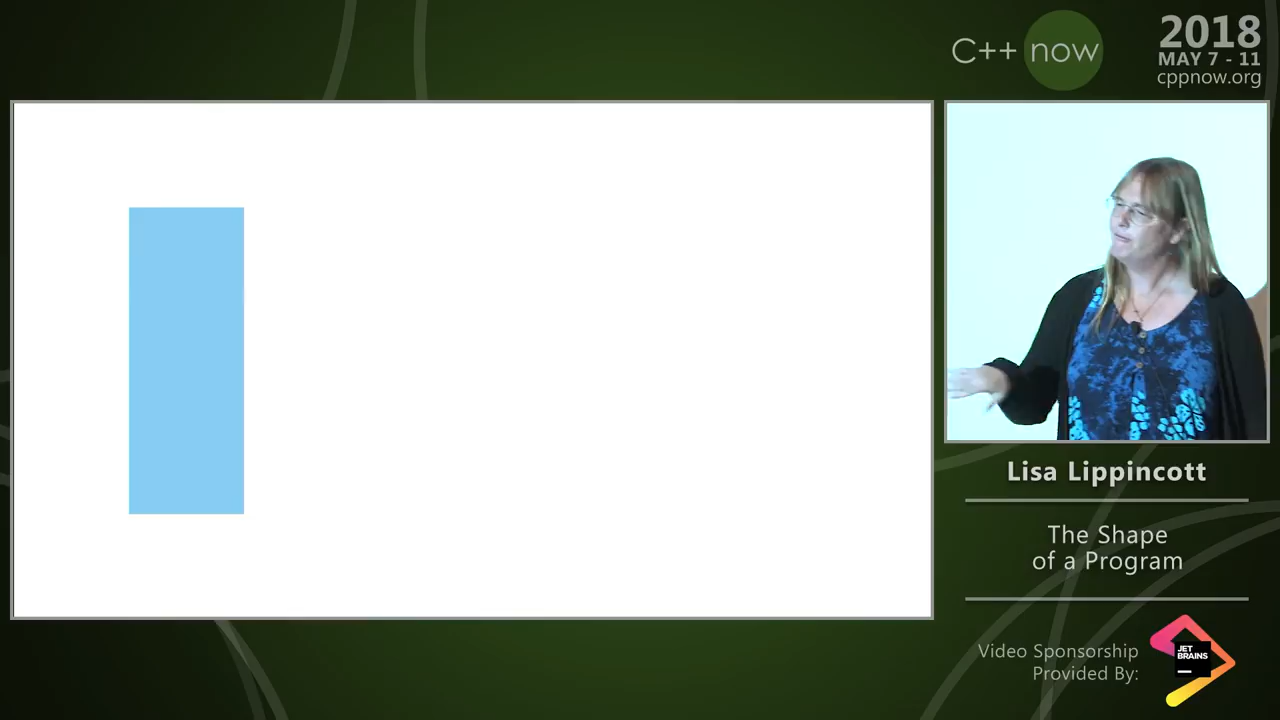 C++ now
2018
MAY 7 - 11
cppnow.org
Lisa Lippincott
The Shape
of a Program
Video Sponsorship
Provided By:
JET
BRAINS